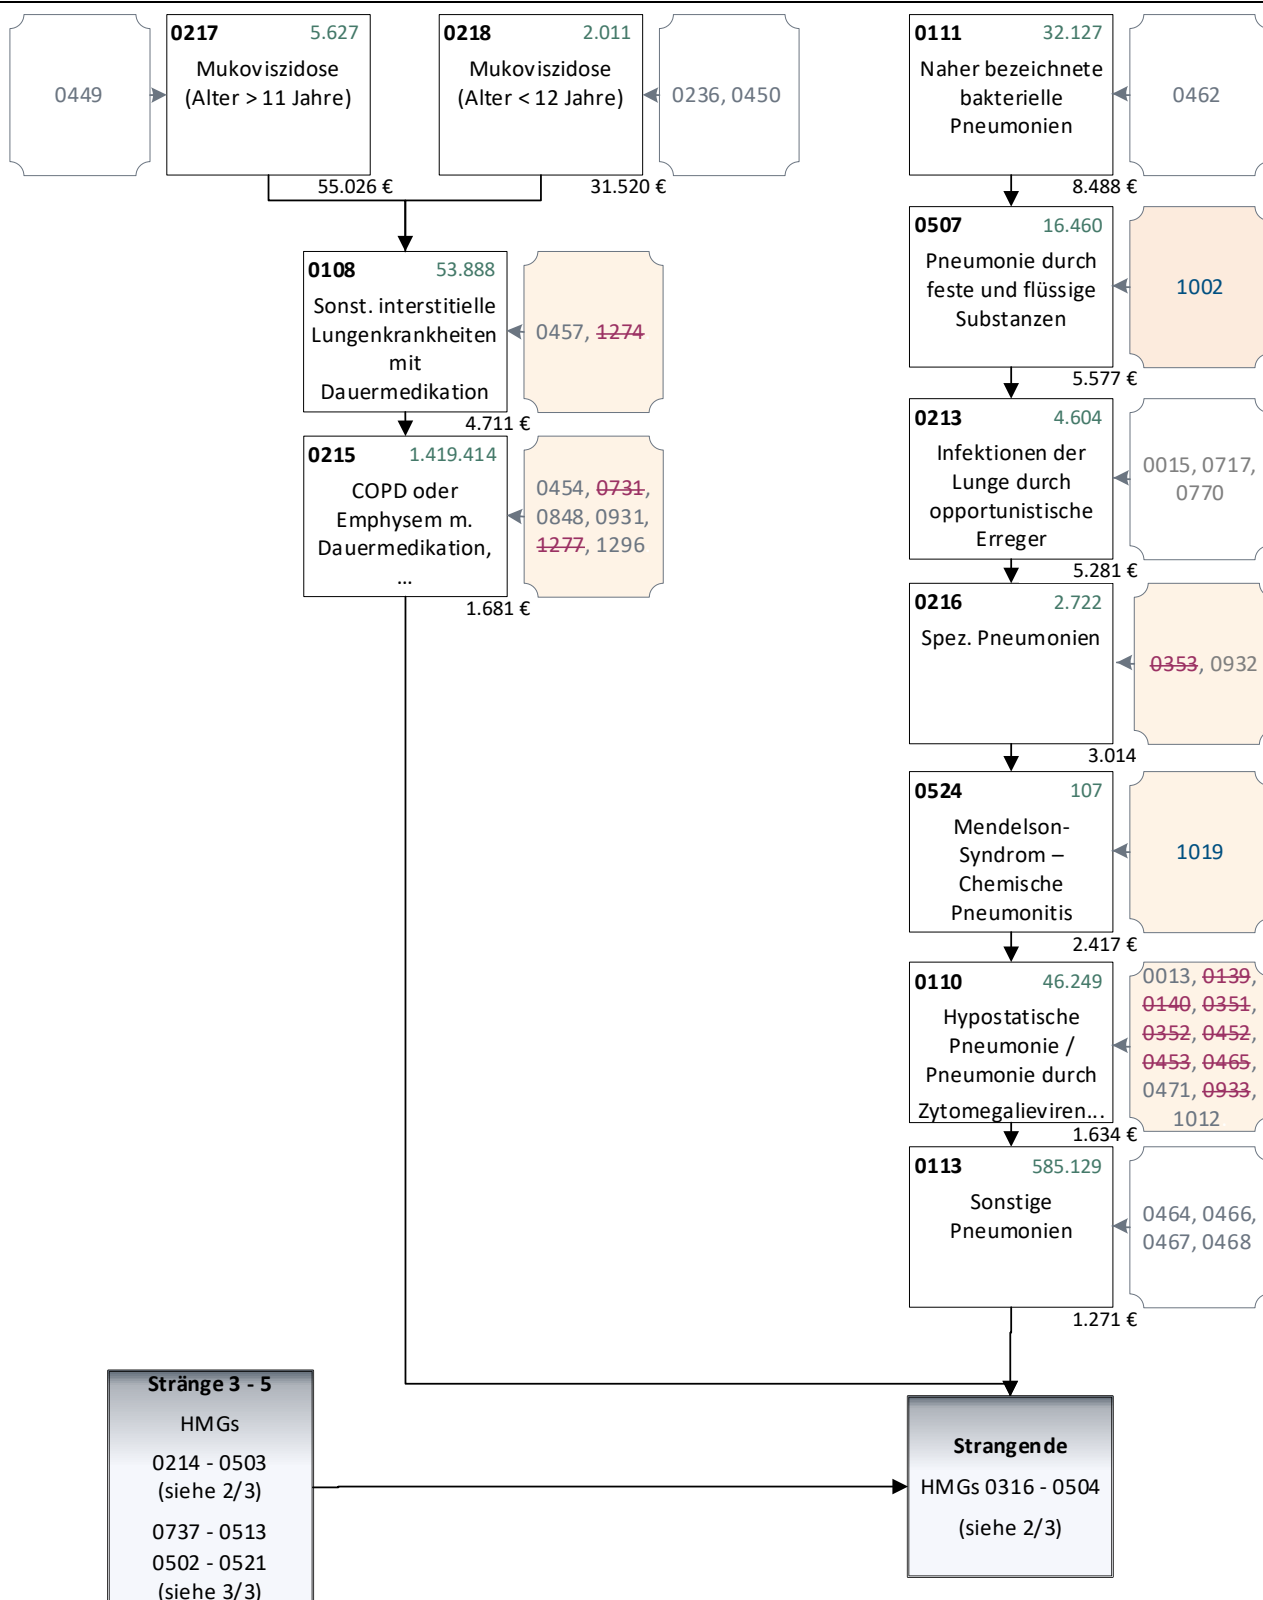 0449
0217 5.627
Mukoviszidose
(Alter > 11 Jahre)
55.026 €
0218 2.011
Mukoviszidose
(Alter < 12 Jahre)
31.520 €
0236, 0450
0108 53.888
Sonst. interstitielle
Lungenkrankheiten
mit
Dauermedikation
4.711 €
0457, 1274
0215 1.419.414
COPD oder
Emphysem m.
Dauermedikation,
...
1.681 €
0454, 0731,
0848, 0931,
1277, 1296
0111 32.127
Naher bezeichnete
bakterielle
Pneumonien
8.488 €
0462
0507 16.460
Pneumonie durch
feste und flüssige
Substanzen
5.577 €
1002
0213 4.604
Infektionen der
Lunge durch
opportunistische
Erreger
5.281 €
0015, 0717,
0770
0216 2.722
Spez. Pneumonien
3.014
0353, 0932
0524 107
Mendelson-
Syndrom –
Chemische
Pneumonitis
2.417 €
1019
0110 46.249
Hypostatische
Pneumonie /
Pneumonie durch
Zytomegalieviren...
1.634 €
0013, 0139,
0140, 0351,
0352, 0452,
0453, 0465,
0471, 0933,
1012
0113 585.129
Sonstige
Pneumonien
1.271 €
0464, 0466,
0467, 0468
Stränge 3 - 5
HMGs
0214 - 0503
(siehe 2/3)
0737 - 0513
0502 - 0521
(siehe 3/3)
Strangende
HMGs 0316 - 0504
(siehe 2/3)